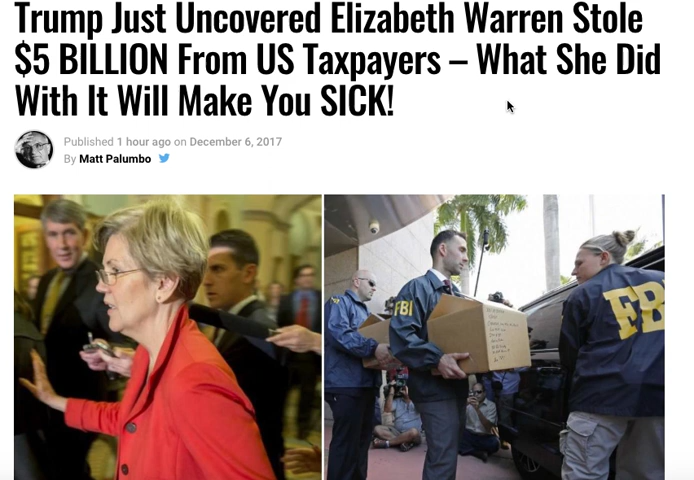 Trump Just Uncovered Elizabeth Warren Stole
$5 BILLION From US Taxpayers – What She Did
With It Will Make You SICK!
Published 1 hour ago on December 6, 2017
By Matt Palumbo
FBI
FB